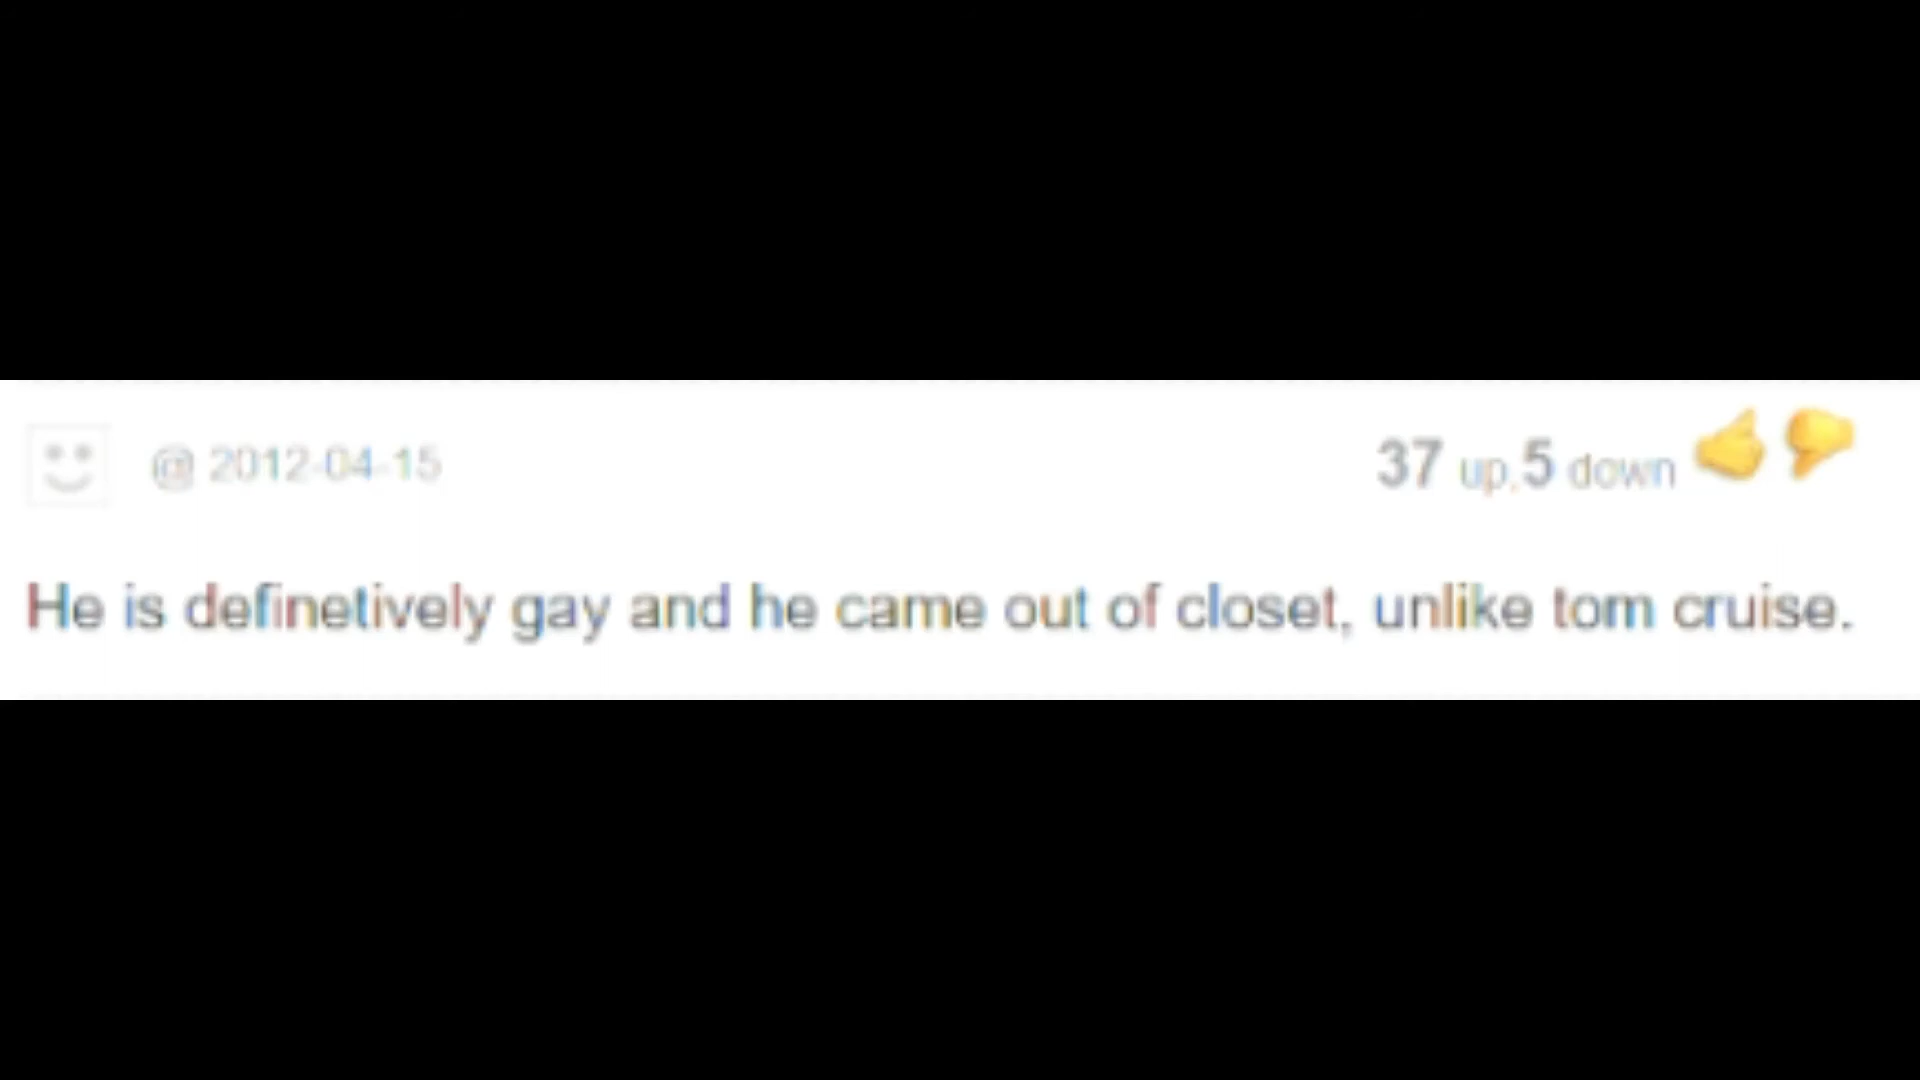 @ 2012-04-15
37 up, 5 down
He is definetively gay and he came out of closet, unlike tom cruise.